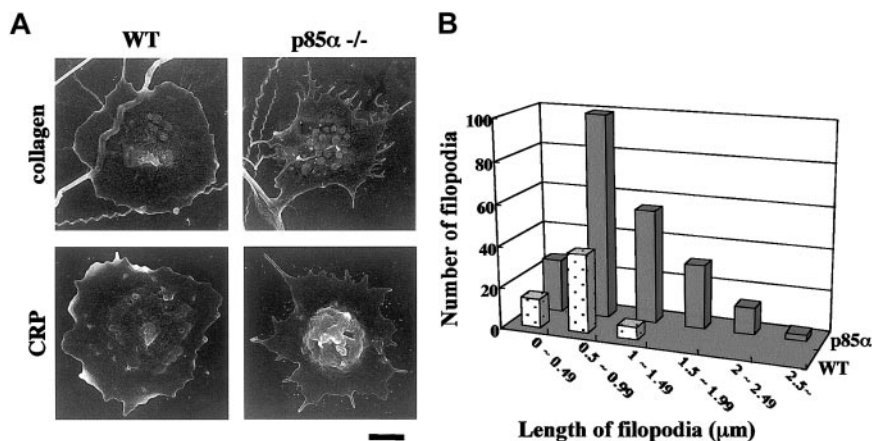 A
WT
p85α -/-
collagen
CRP
B
Number of filopodia
100
80
60
40
20
0
0 ~ 0.49
0.5 ~ 0.99
1 ~ 1.49
1.5 ~ 1.99
2 ~ 2.49
2.5~
p85α
WT
Length of filopodia (μm)